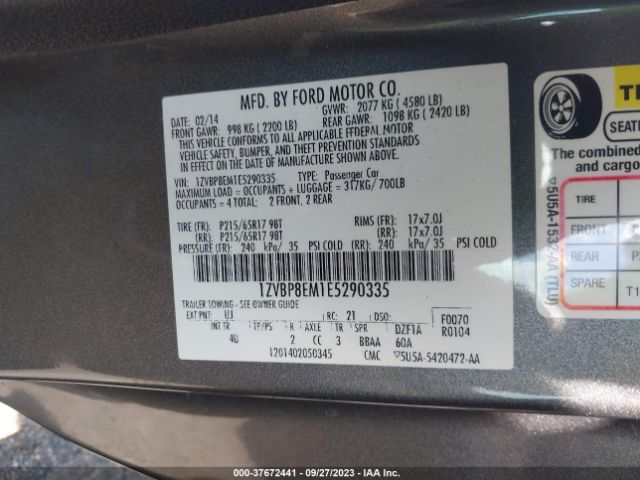 MFD. BY FORD MOTOR CO.
DATE: 02/14 GVWR: 2077 KG ( 4580 LB)
FRONT GAWR: 998 KG ( 2200 LB) REAR GAWR: 1098 KG ( 2420 LB)
THIS VEHICLE CONFORMS TO ALL APPLICABLE FEDERAL MOTOR
VEHICLE SAFETY, BUMPER, AND THEFT PREVENTION STANDARDS
IN EFFECT ON THE DATE OF MANUFACTURE SHOWN ABOVE.
VIN: 1ZVBP8EM1E5290335 TYPE: Passenger Car
MAXIMUM LOAD = OCCUPANTS + LUGGAGE = 317KG/ 700LB
OCCUPANTS = 4 TOTAL: 2 FRONT, 2 REAR
TIRE (FR): P215/65R17 98T RIMS (FR): 17x7.0J
(RR): P215/65R17 98T (RR): 17x7.0J
PRESSURE (FR): 240 kPa/ 35 PSI COLD (RR): 240 kPa/ 35 PSI COLD
1ZVBP8EM1E5290335
TRAILER TOWING - SEE OWNER GUIDE
EXT PNT: UJ RC: 21 DSO: F0070
R0104
INT TR TP/PS R AXLE TR SPR DZF1A
4U 2 CC 3 BBAA 60A
1201402050345 CMC ▽5U5A-5420472-AA
SEATI
The combined
and cargo
TIRE
FRONT
REAR
SPARE T1
▽5U5A-1532-AA (TLU)
000-37672441 - 09/27/2023 - IAA Inc.